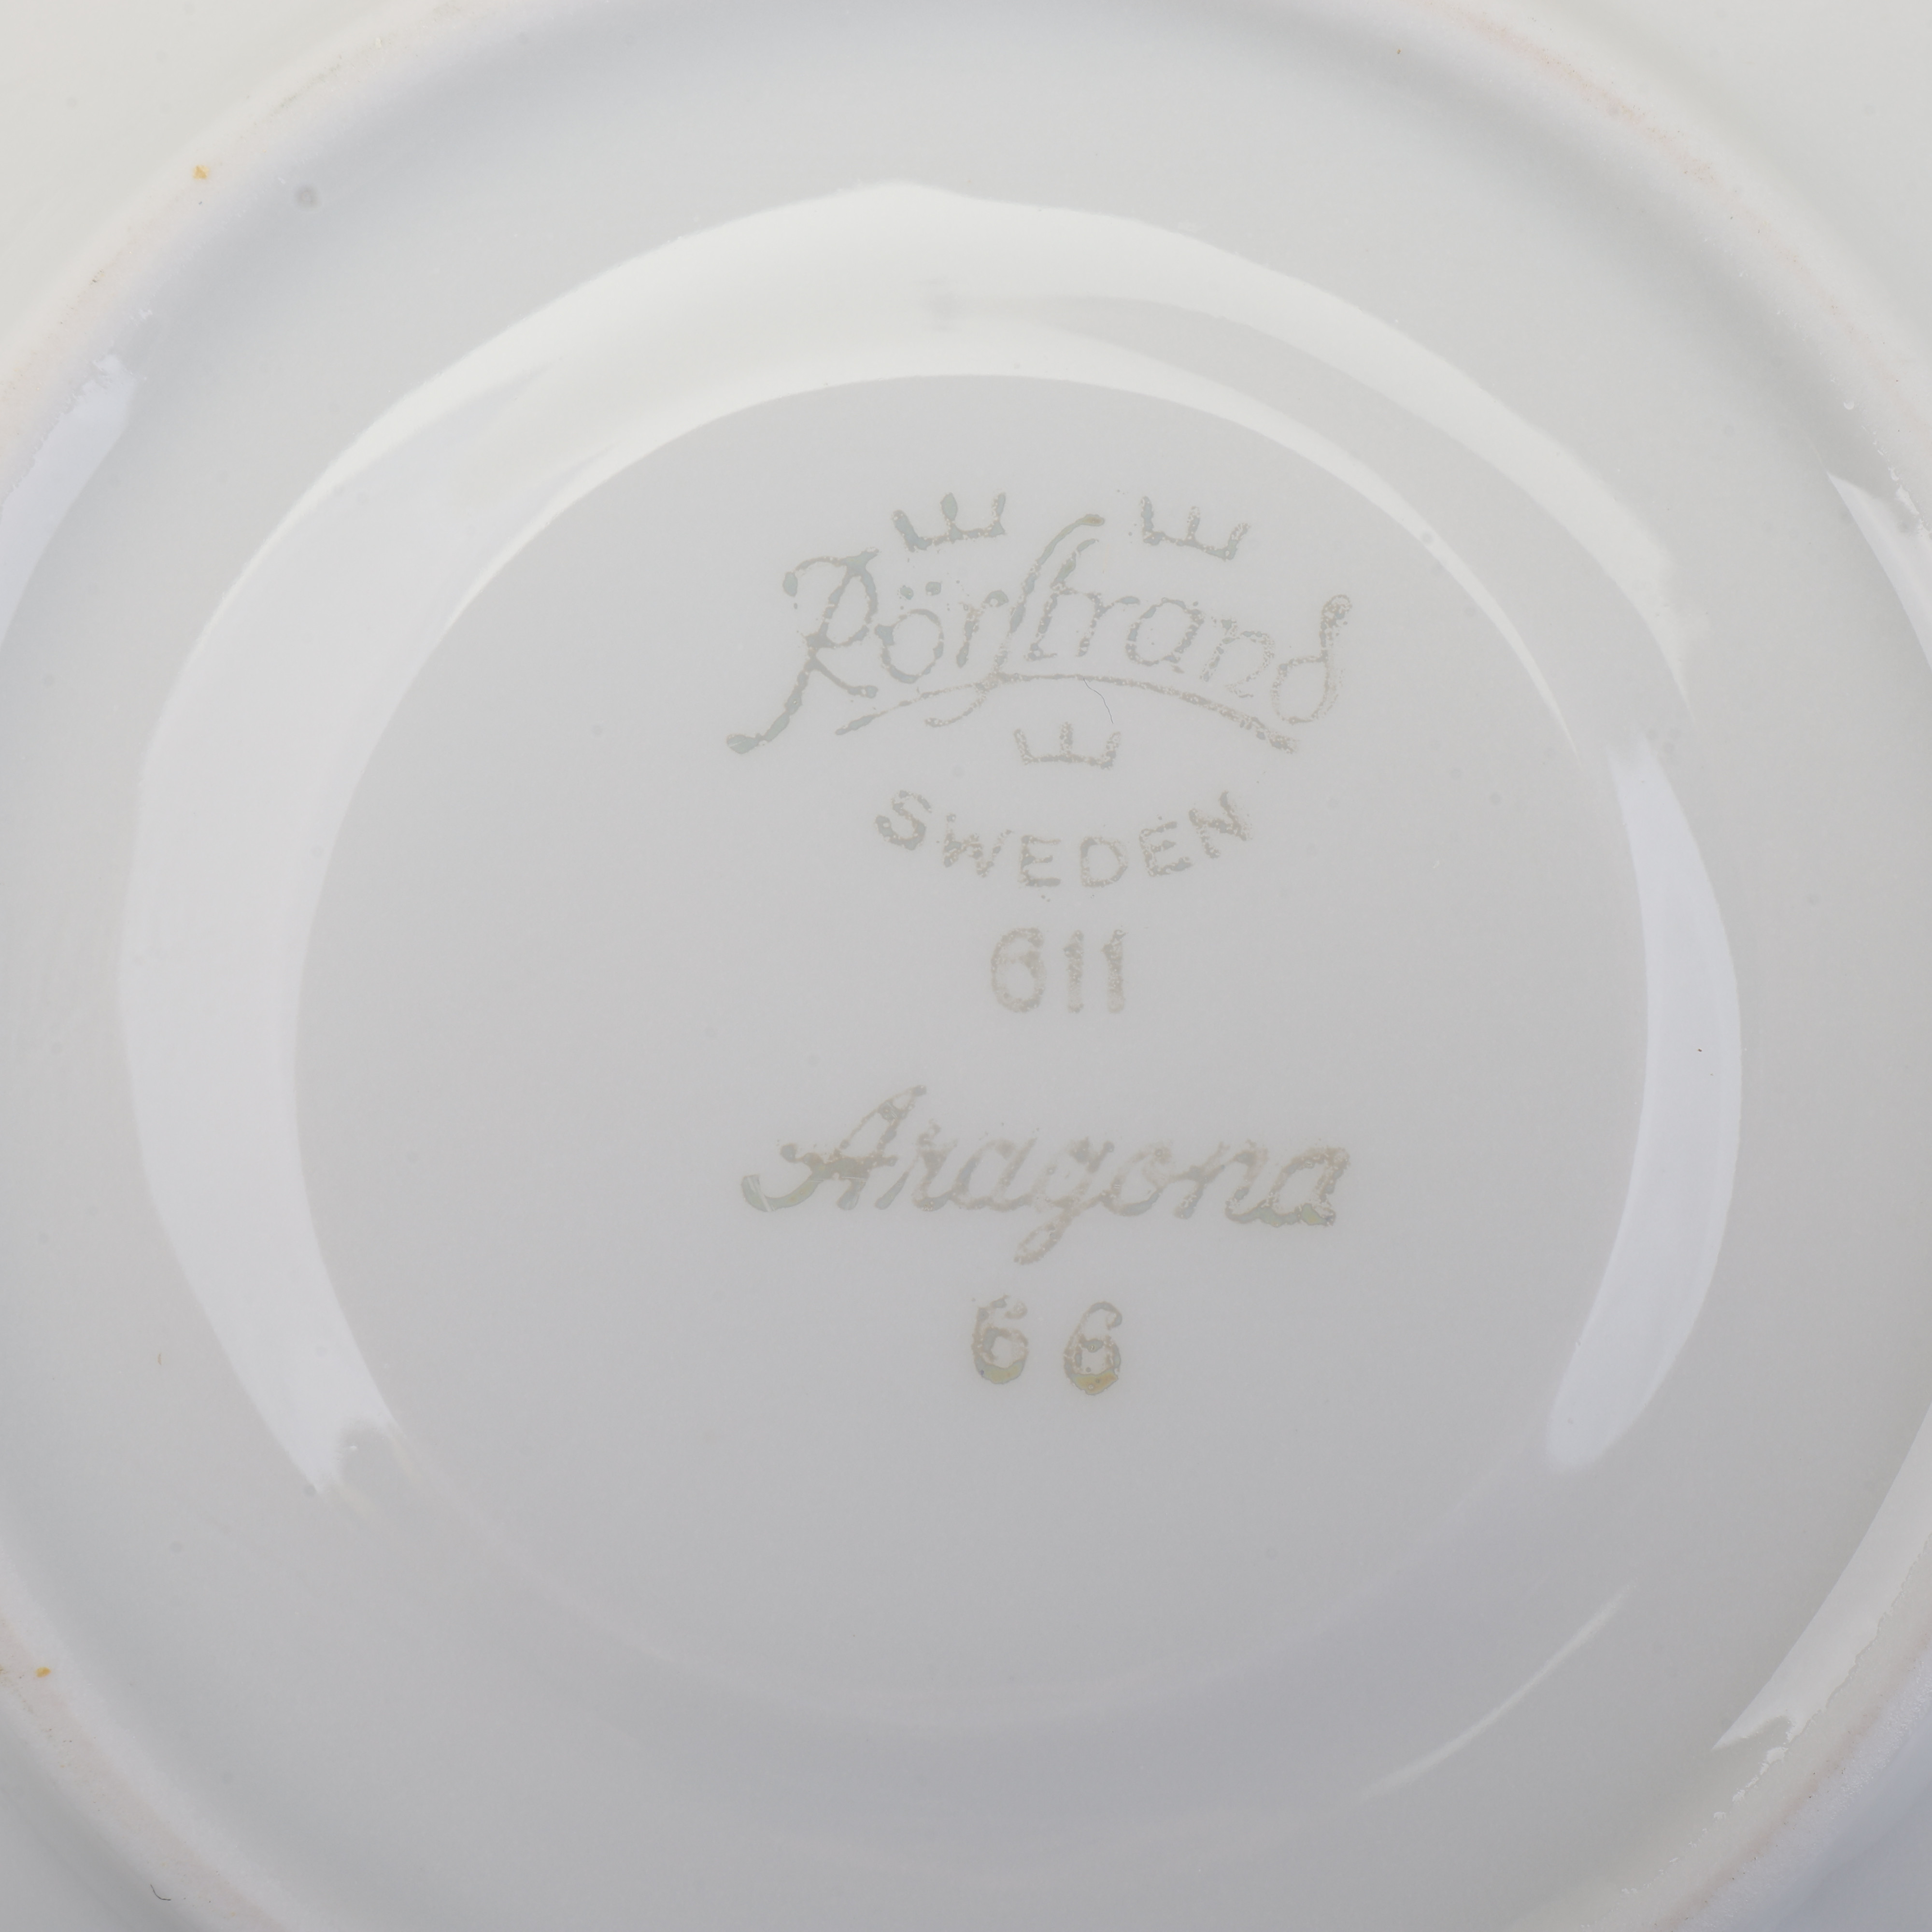 Rörstrand
SWEDEN
611
Aragona
66